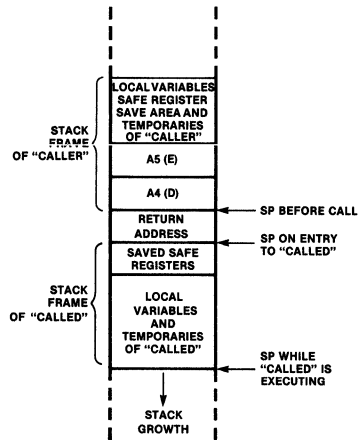 LOCAL VARIABLES
SAFE REGISTER
SAVE AREA AND
TEMPORARIES
OF "CALLER"
STACK
FRAME
OF "CALLER"
A5 (E)
A4 (D)
SP BEFORE CALL
RETURN
ADDRESS
SP ON ENTRY
TO "CALLED"
SAVED SAFE
REGISTERS
STACK
FRAME
OF "CALLED"
LOCAL
VARIABLES
AND
TEMPORARIES
OF "CALLED"
SP WHILE
"CALLED" IS
EXECUTING
STACK
GROWTH